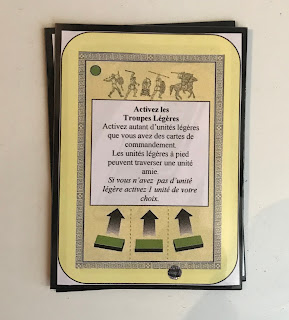 Activez les
Troupes Légères
Activez autant d'unités légères
que vous avez des cartes de
commandement.
Les unités légères à pied
peuvent traverser une unité
amie.
Si vous n'avez pas d'unité
légère activez 1 unité de votre
choix.